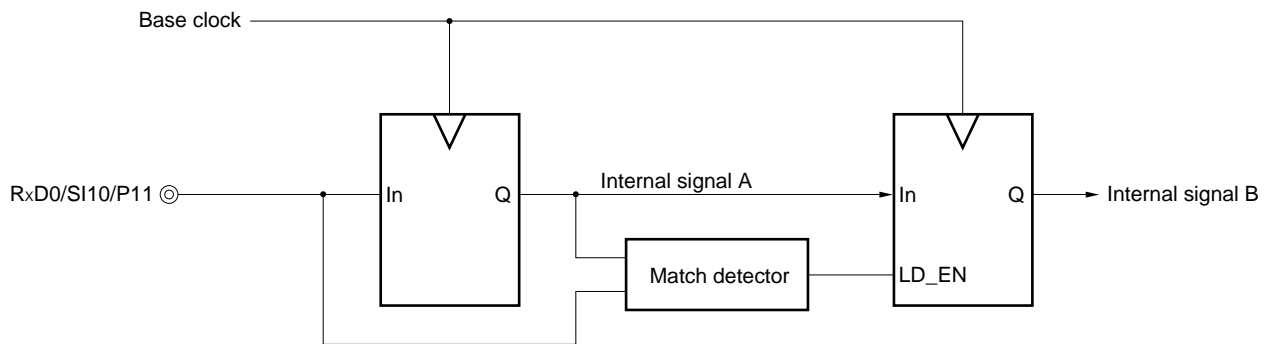 Base clock
RxD0/SI10/P11
In
Q
Internal signal A
In
Q
Internal signal B
Match detector
LD_EN